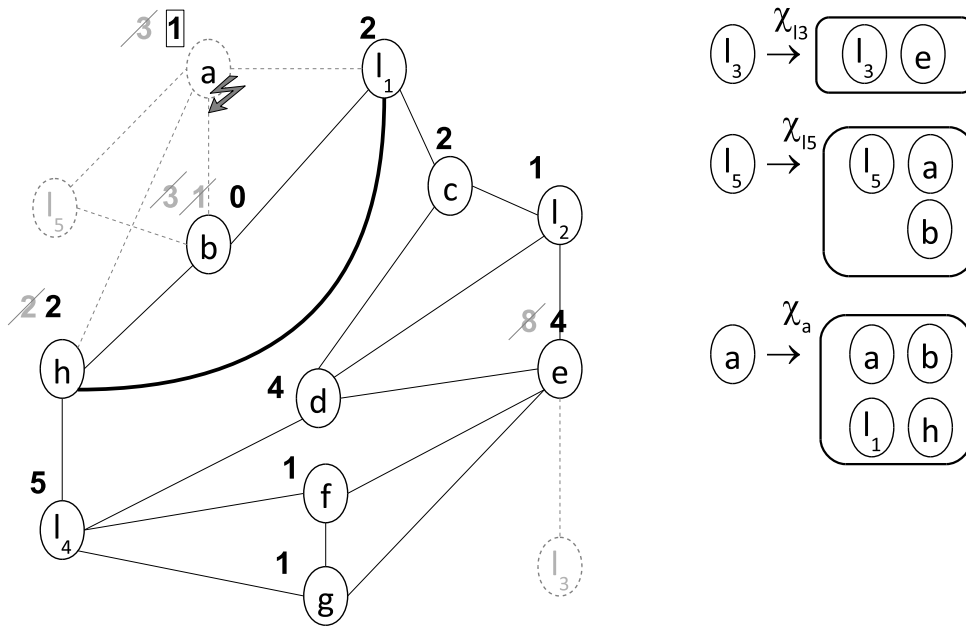 3 1
a
2
l1
2
c
1
l2
l5
3 1 0
b
2 2
h
8 4
e
4
d
5
l4
1
f
1
g
l3
l3 → χl3 l3 e
l5 → χl5 l5 a
b
a → χa a b
l1 h